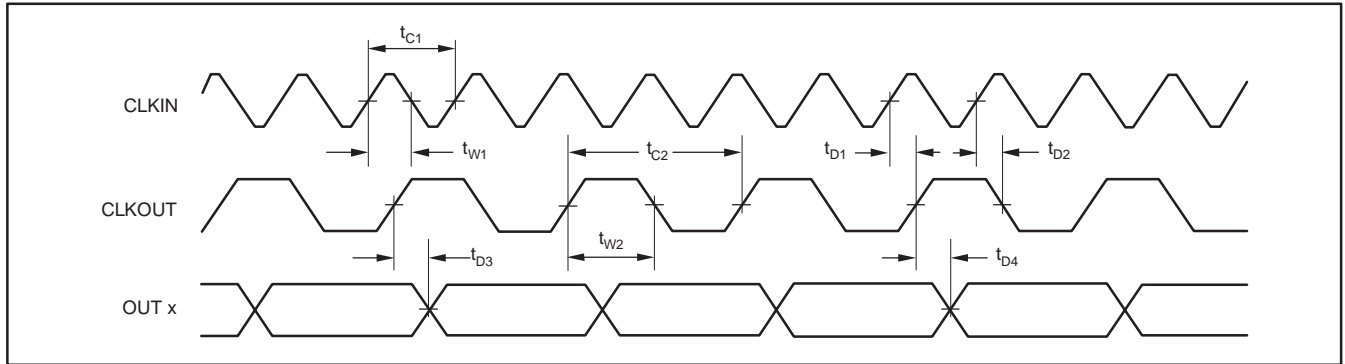 tC1
CLKIN
tW1
tC2
tD1
tD2
CLKOUT
tW2
tD3
tD4
OUT x